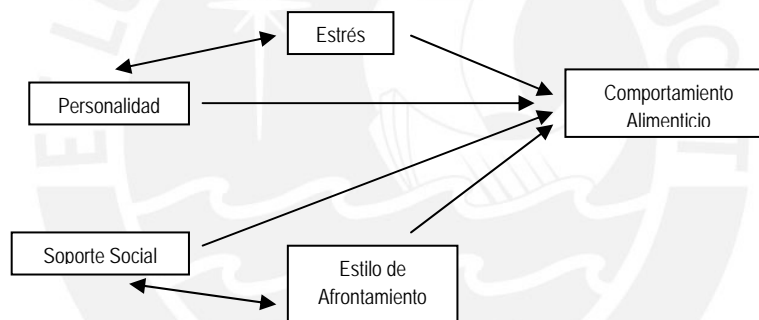 Estrés
Personalidad
Comportamiento
Alimenticio
Soporte Social
Estilo de
Afrontamiento